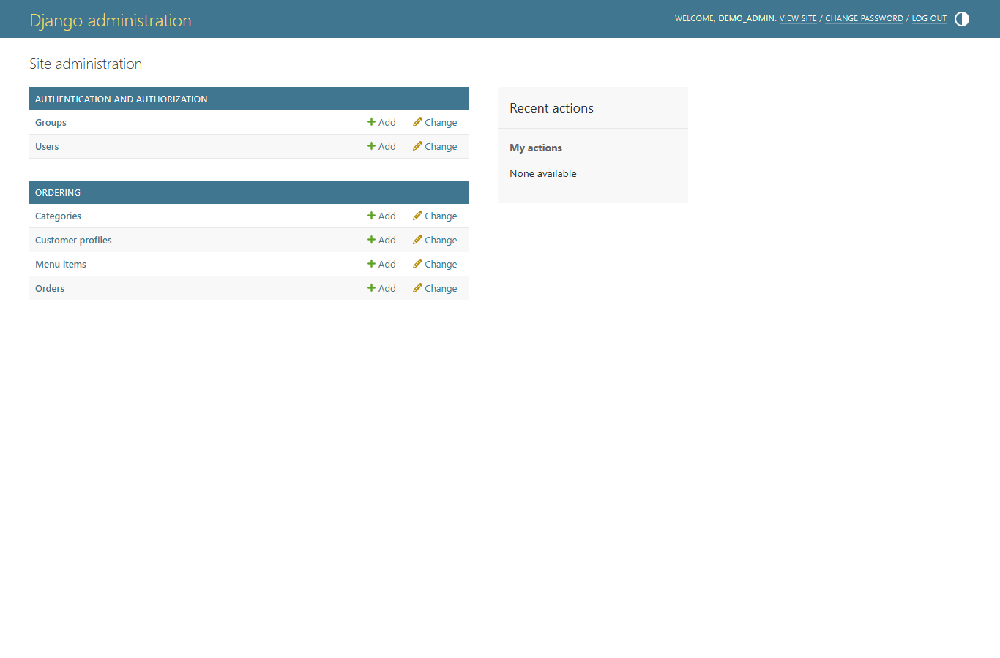 Django administration
WELCOME, DEMO_ADMIN. VIEW SITE / CHANGE PASSWORD / LOG OUT
Site administration
AUTHENTICATION AND AUTHORIZATION
Groups Add Change
Users Add Change
ORDERING
Categories Add Change
Customer profiles Add Change
Menu items Add Change
Orders Add Change
Recent actions
My actions
None available